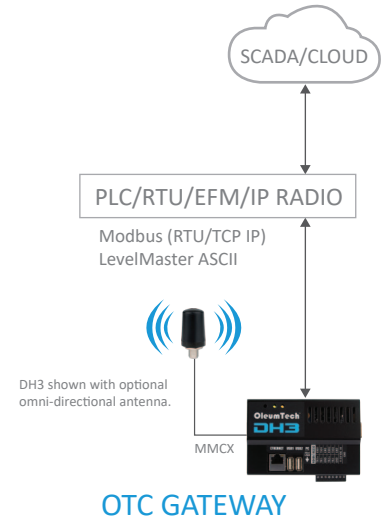 SCADA/CLOUD
PLC/RTU/EFM/IP RADIO
Modbus (RTU/TCP IP)
LevelMaster ASCII
DH3 shown with optional
omni-directional antenna.
OleumTech
DH3
MMCX
ETHERNET
OTC GATEWAY